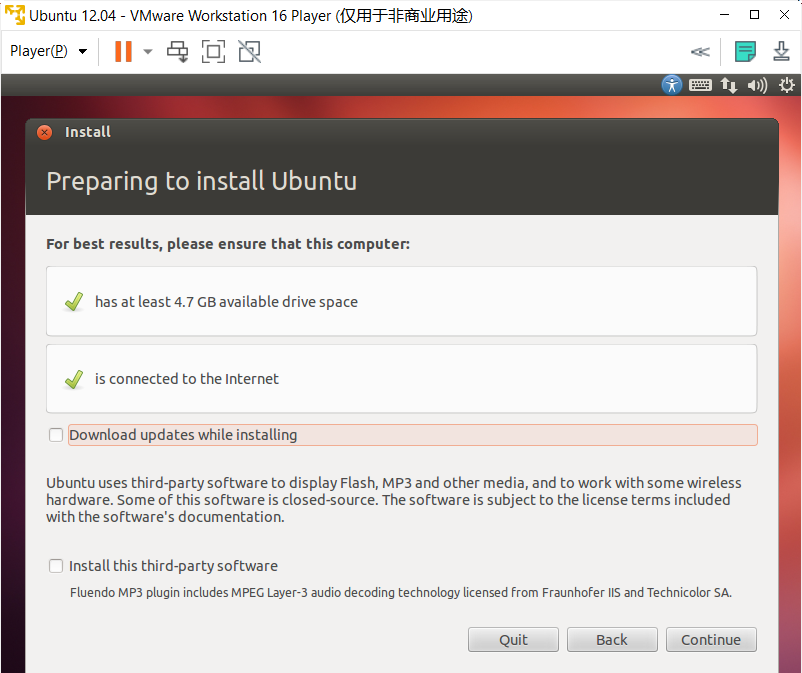 Ubuntu 12.04 - VMware Workstation 16 Player (仅用于非商业用途)
Player(P)
Install
Preparing to install Ubuntu
For best results, please ensure that this computer:
has at least 4.7 GB available drive space
is connected to the Internet
Download updates while installing
Ubuntu uses third-party software to display Flash, MP3 and other media, and to work with some wireless
hardware. Some of this software is closed-source. The software is subject to the license terms included
with the software's documentation.
Install this third-party software
Fluendo MP3 plugin includes MPEG Layer-3 audio decoding technology licensed from Fraunhofer IIS and Technicolor SA.
Quit Back Continue